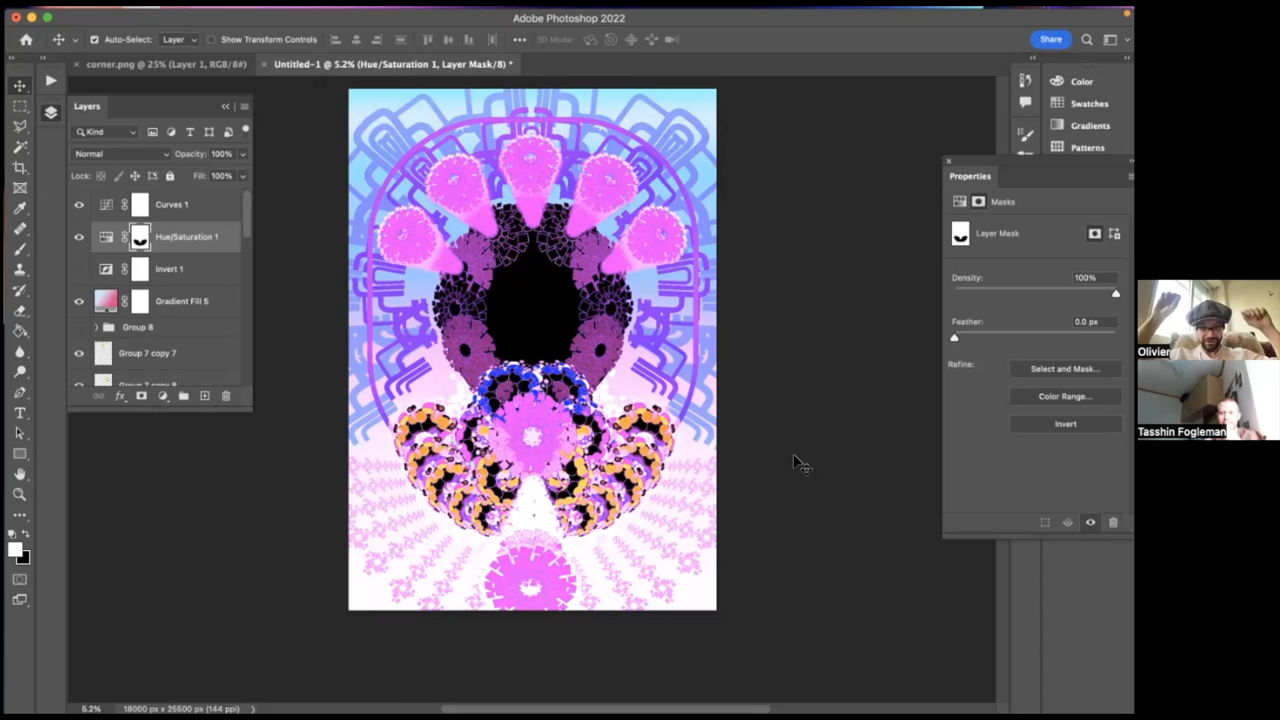 Adobe Photoshop 2022
Auto-Select: Layer Show Transform Controls 3D Mode: Share
corner.png @ 25% (Layer 1, RGB/8#) Untitled-1 @ 5.2% (Hue/Saturation 1, Layer Mask/8) *
Layers
Kind
Normal Opacity: 100%
Lock: Fill: 100%
Curves 1
Hue/Saturation 1
Invert 1
Gradient Fill 5
Group 8
Group 7 copy 7
Color
Swatches
Gradients
Patterns
Properties
Masks
Layer Mask
Density: 100%
Feather: 0.0 px
Refine: Select and Mask...
Color Range...
Invert
Olivier
Tasshin Fogleman
5.2% 18000 px x 25500 px (144 ppi)